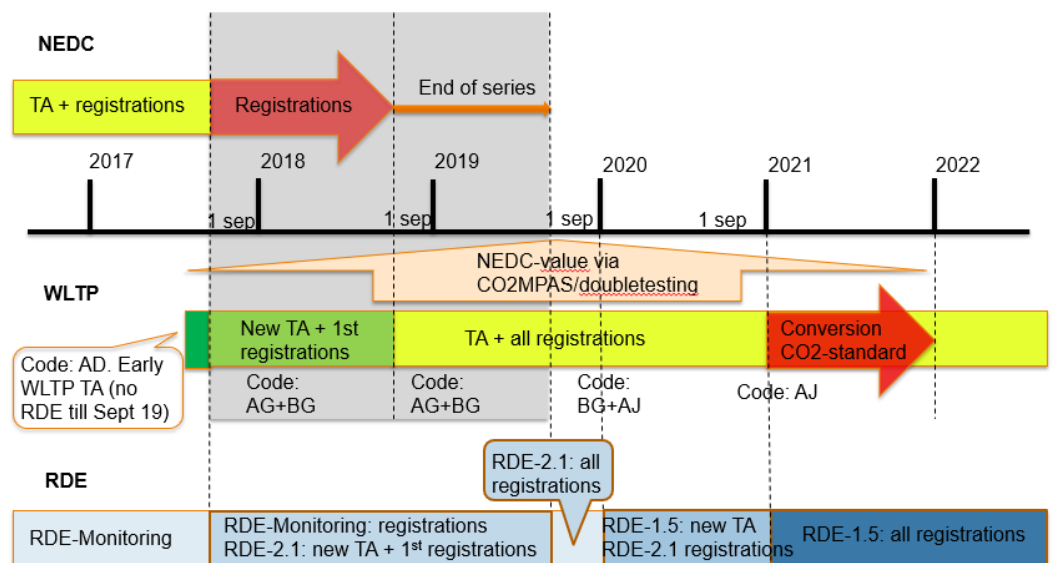 NEDC
TA + registrations
Registrations
End of series
2017
2018
2019
2020
2021
2022
1 sep
1 sep
1 sep
1 sep
NEDC-value via
CO2MPAS/doubletesting
WLTP
New TA + 1st
registrations
TA + all registrations
Conversion
CO2-standard
Code: AD. Early
WLTP TA (no
RDE till Sept 19)
Code:
AG+BG
Code:
AG+BG
Code:
BG+AJ
Code: AJ
RDE-2.1: all
registrations
RDE
RDE-Monitoring
RDE-Monitoring: registrations
RDE-2.1: new TA + 1st registrations
RDE-1.5: new TA
RDE-2.1 registrations
RDE-1.5: all registrations